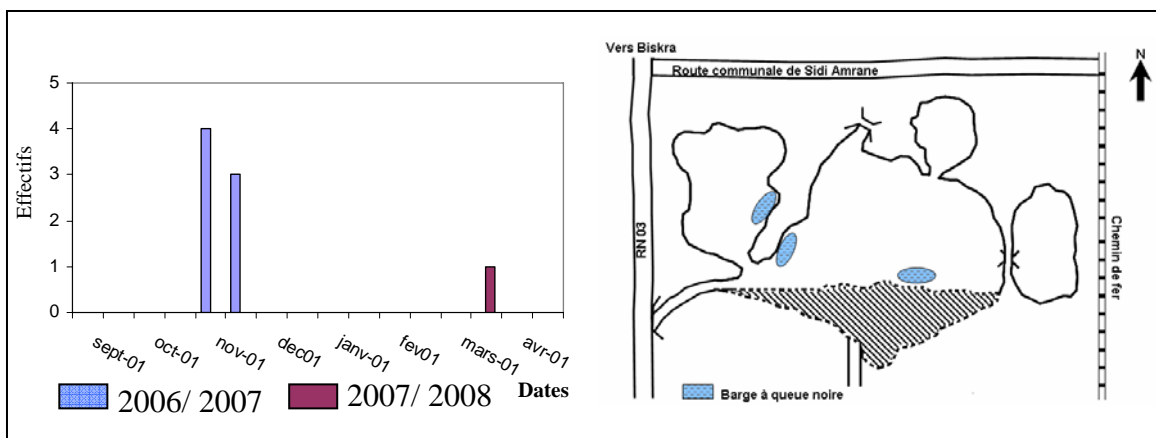 Effectifs
5
4
3
2
1
0
sept-01
oct-01
nov-01
dec01
janv-01
fev01
mars-01
avr-01
Dates
2006/ 2007
2007/ 2008
Vers Biskra
N
Route communale de Sidi Amrane
RN 03
Chemin de fer
Barge à queue noire